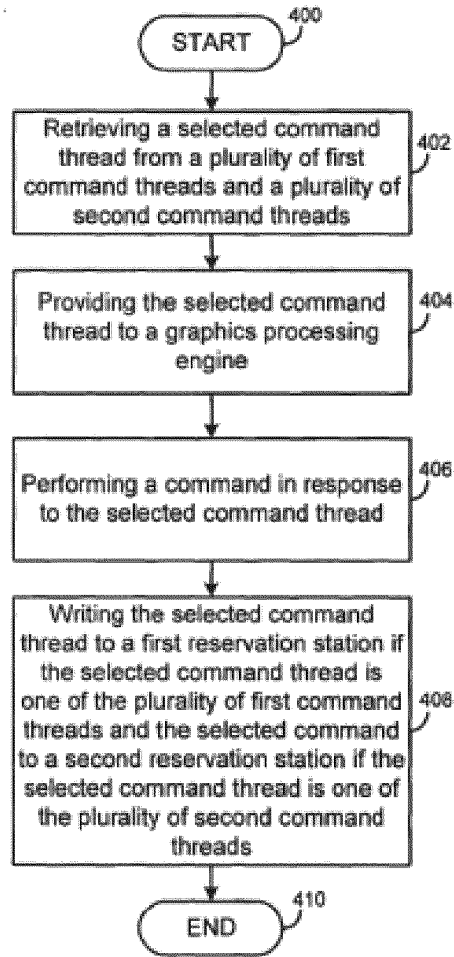 START
400
Retrieving a selected command
thread from a plurality of first
command threads and a plurality of
second command threads
402
Providing the selected command
thread to a graphics processing
engine
404
Performing a command in response
to the selected command thread
406
Writing the selected command
thread to a first reservation station if
the selected command thread is
one of the plurality of first command
threads and the selected command
to a second reservation station if the
selected command thread is one of
the plurality of second command
threads
408
END
410